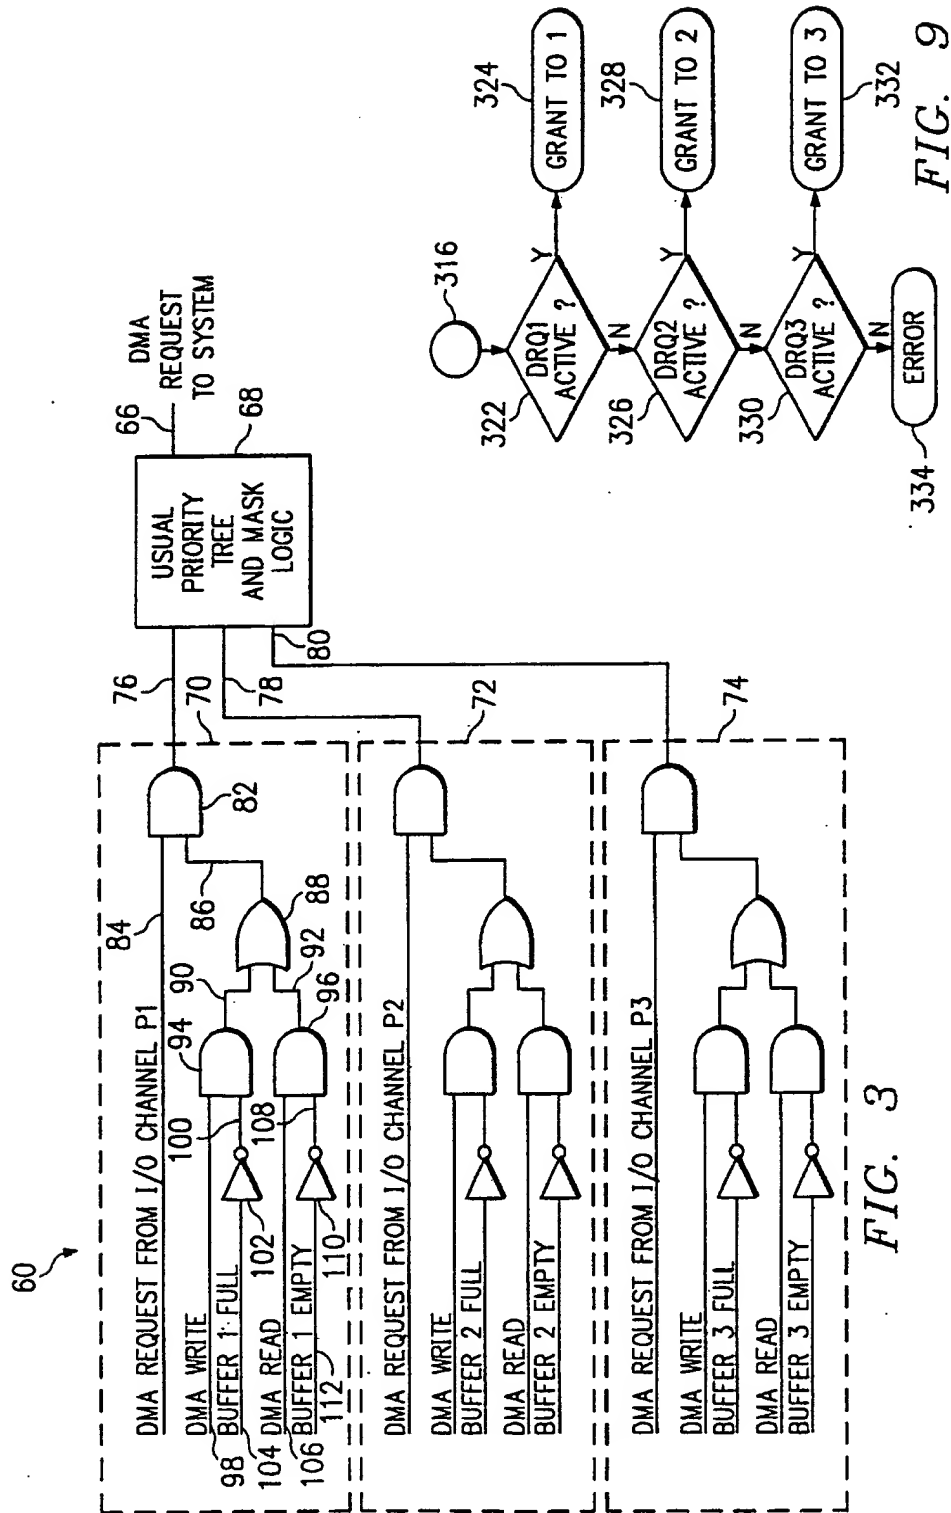 60
DMA REQUEST FROM I/O CHANNEL P1
84
76
66
DMA
REQUEST
TO SYSTEM
USUAL
PRIORITY
TREE
AND MASK
LOGIC
68
70
78
80
82
86
88
90
92
94
96
DMA WRITE
98
100
BUFFER 1 FULL
102
104
DMA READ
106
108
BUFFER 1 EMPTY
110
112
72
DMA REQUEST FROM I/O CHANNEL P2
DMA WRITE
BUFFER 2 FULL
DMA READ
BUFFER 2 EMPTY
74
DMA REQUEST FROM I/O CHANNEL P3
DMA WRITE
BUFFER 3 FULL
DMA READ
BUFFER 3 EMPTY
FIG. 3
316
322
DRQ1
ACTIVE ?
Y
324
GRANT TO 1
N
326
DRQ2
ACTIVE ?
Y
328
GRANT TO 2
N
330
DRQ3
ACTIVE ?
Y
332
GRANT TO 3
N
334
ERROR
FIG. 9